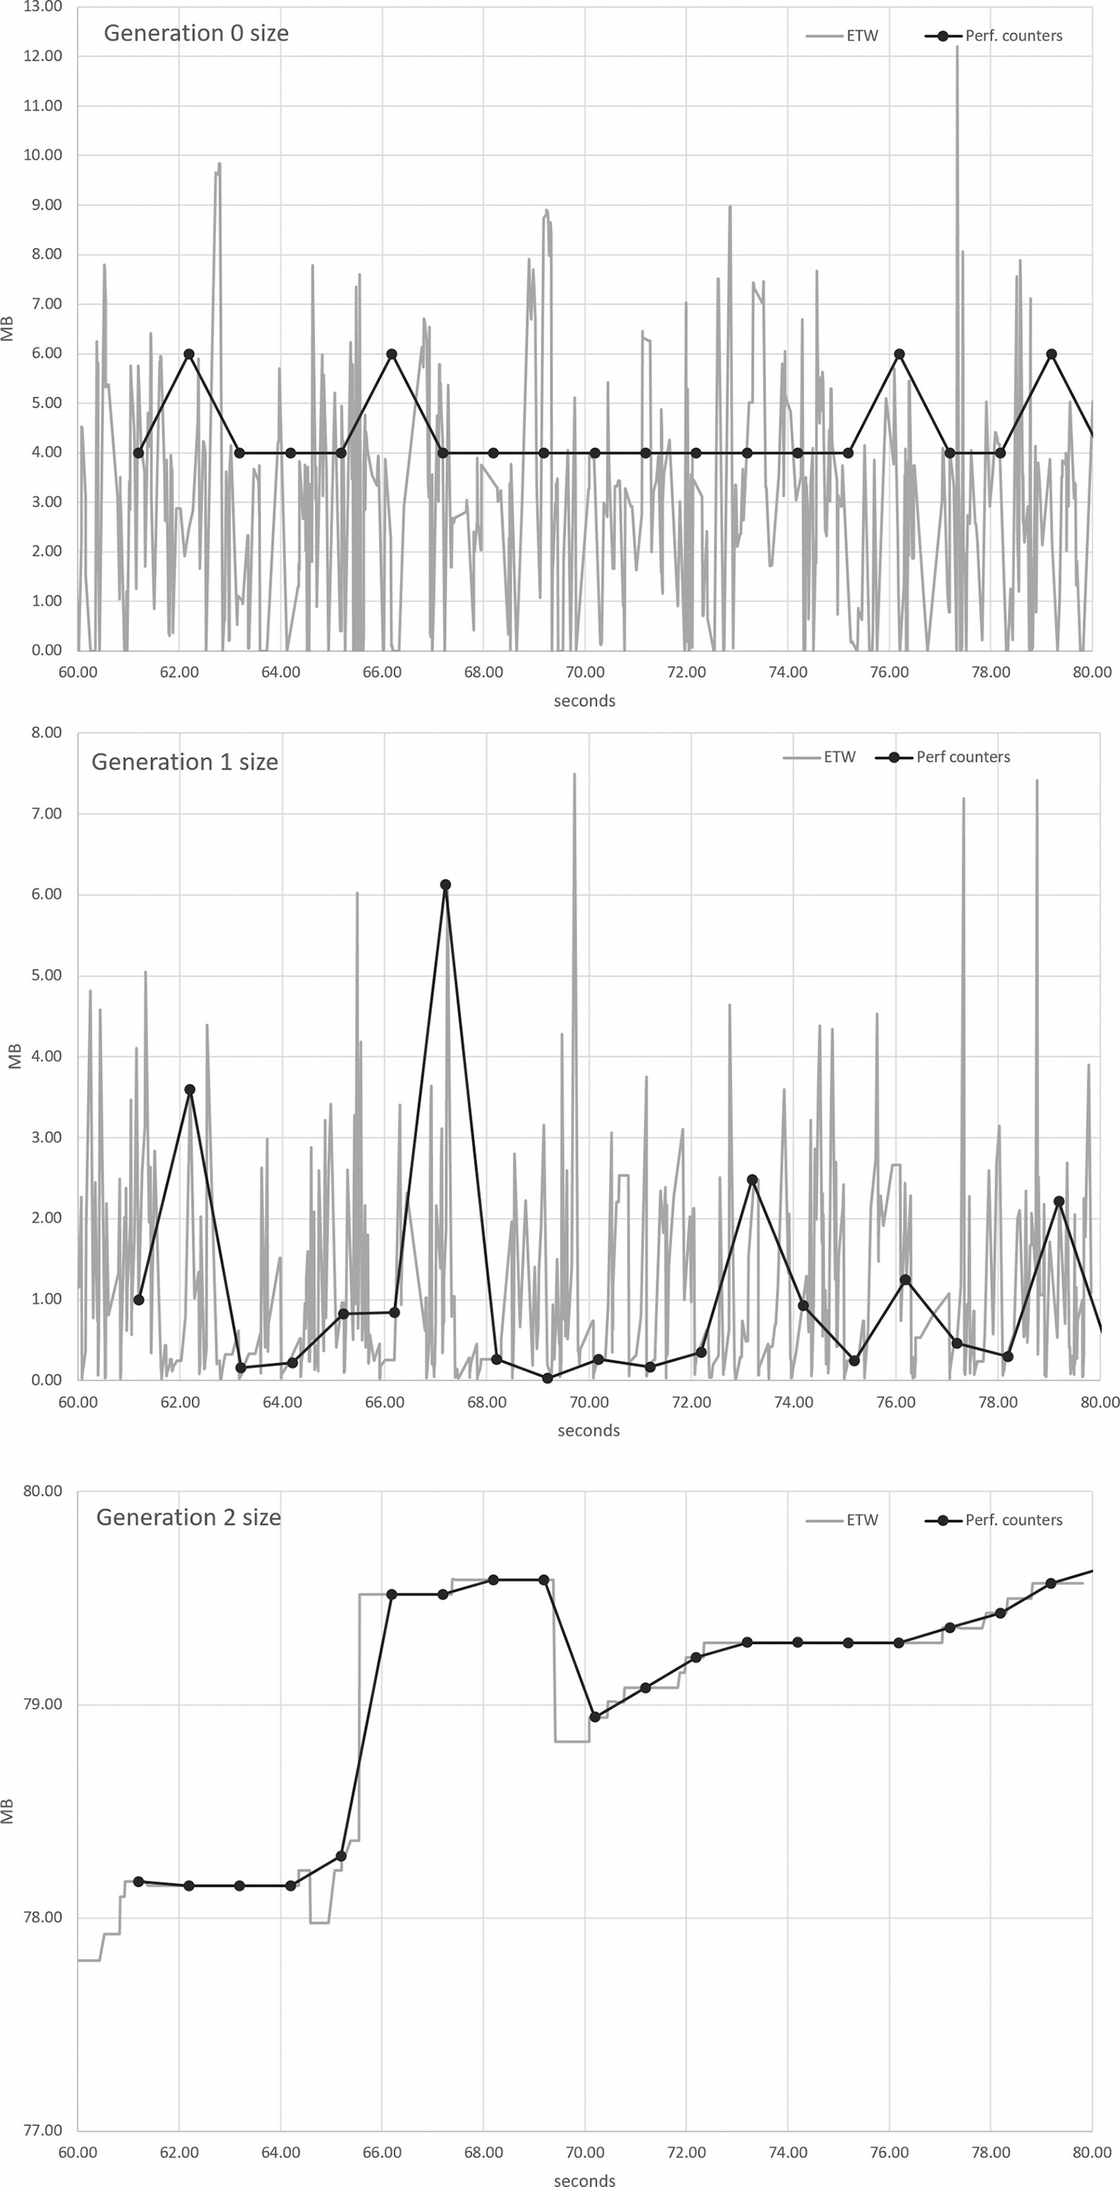 13.00
Generation 0 size
ETW
Perf. counters
12.00
11.00
10.00
9.00
8.00
7.00
MB
6.00
5.00
4.00
3.00
2.00
1.00
0.00
60.00 62.00 64.00 66.00 68.00 70.00 72.00 74.00 76.00 78.00 80.00
seconds
8.00
Generation 1 size
ETW
Perf counters
7.00
6.00
5.00
MB
4.00
3.00
2.00
1.00
0.00
60.00 62.00 64.00 66.00 68.00 70.00 72.00 74.00 76.00 78.00 80.00
seconds
80.00
Generation 2 size
ETW
Perf. counters
79.00
MB
78.00
77.00
60.00 62.00 64.00 66.00 68.00 70.00 72.00 74.00 76.00 78.00 80.00
seconds